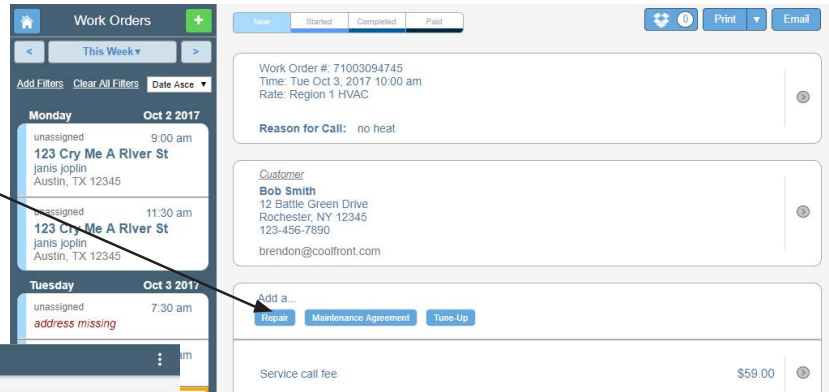 Work Orders
+
<
This Week▾
>
Add Filters Clear All Filters Date Asce ▼
Monday Oct 2 2017
unassigned 9:00 am
123 Cry Me A RIver St
janis joplin
Austin, TX 12345
unassigned 11:30 am
123 Cry Me A RIver St
janis joplin
Austin, TX 12345
Tuesday Oct 3 2017
unassigned 7:30 am
address missing
New Started Completed Paid
0 Print ▼ Email
Work Order #: 71003094745
Time: Tue Oct 3, 2017 10:00 am
Rate: Region 1 HVAC
Reason for Call: no heat
Customer
Bob Smith
12 Battle Green Drive
Rochester, NY 12345
123-456-7890
brendon@coolfront.com
Add a...
Repair Maintenance Agreement Tune-Up
Service call fee $59.00